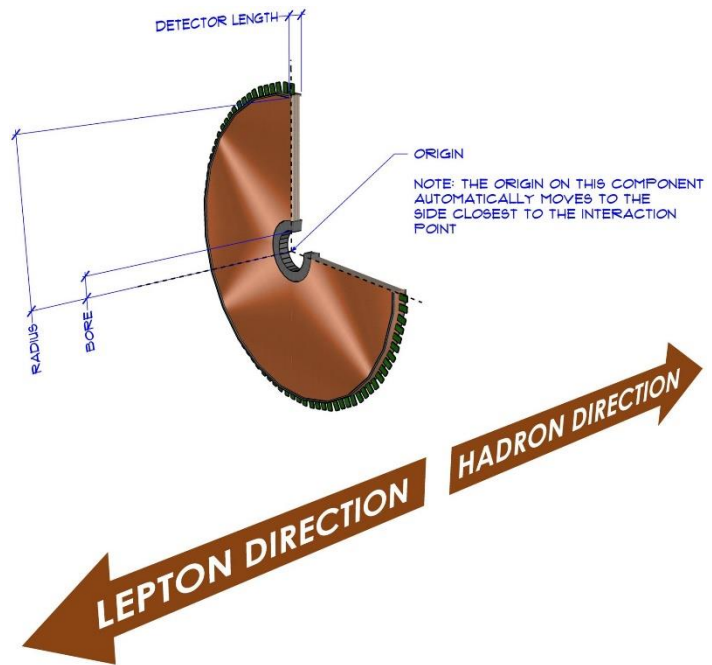 DETECTOR LENGTH
ORIGIN
NOTE: THE ORIGIN ON THIS COMPONENT
AUTOMATICALLY MOVES TO THE
SIDE CLOSEST TO THE INTERACTION
POINT
RADIUS
BORE
HADRON DIRECTION
LEPTON DIRECTION